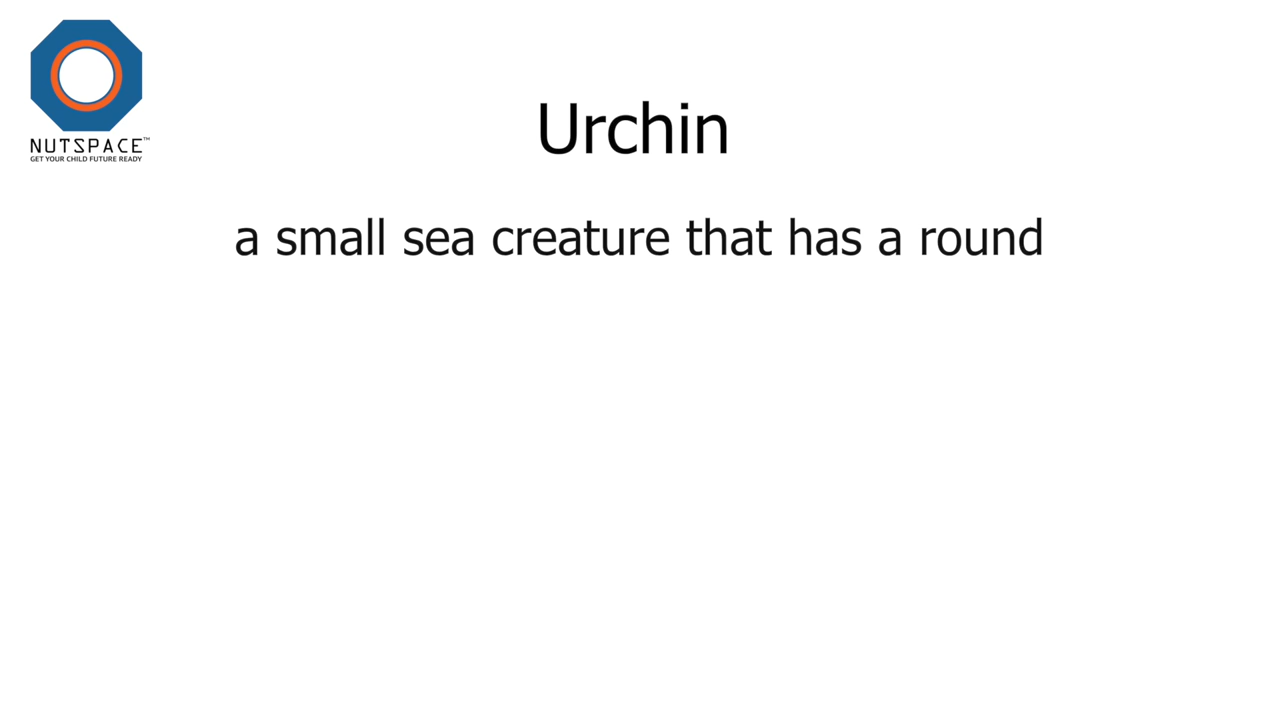 NUTSPACE™
GET YOUR CHILD FUTURE READY
Urchin
a small sea creature that has a round